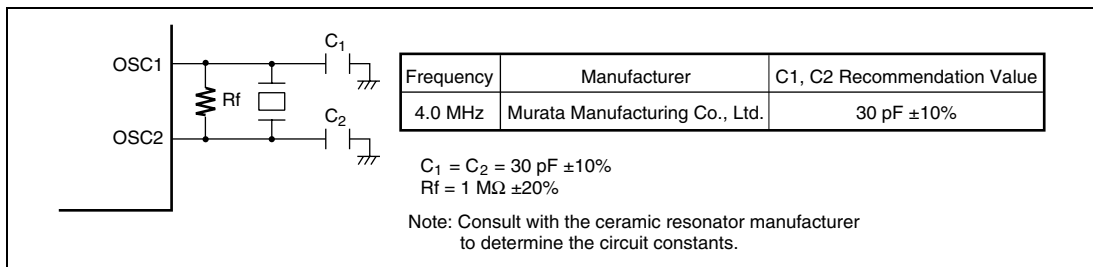 OSC1
OSC2
Rf
C1
C2
Frequency Manufacturer C1, C2 Recommendation Value
4.0 MHz Murata Manufacturing Co., Ltd. 30 pF ±10%
C1 = C2 = 30 pF ±10%
Rf = 1 MΩ ±20%
Note: Consult with the ceramic resonator manufacturer
to determine the circuit constants.